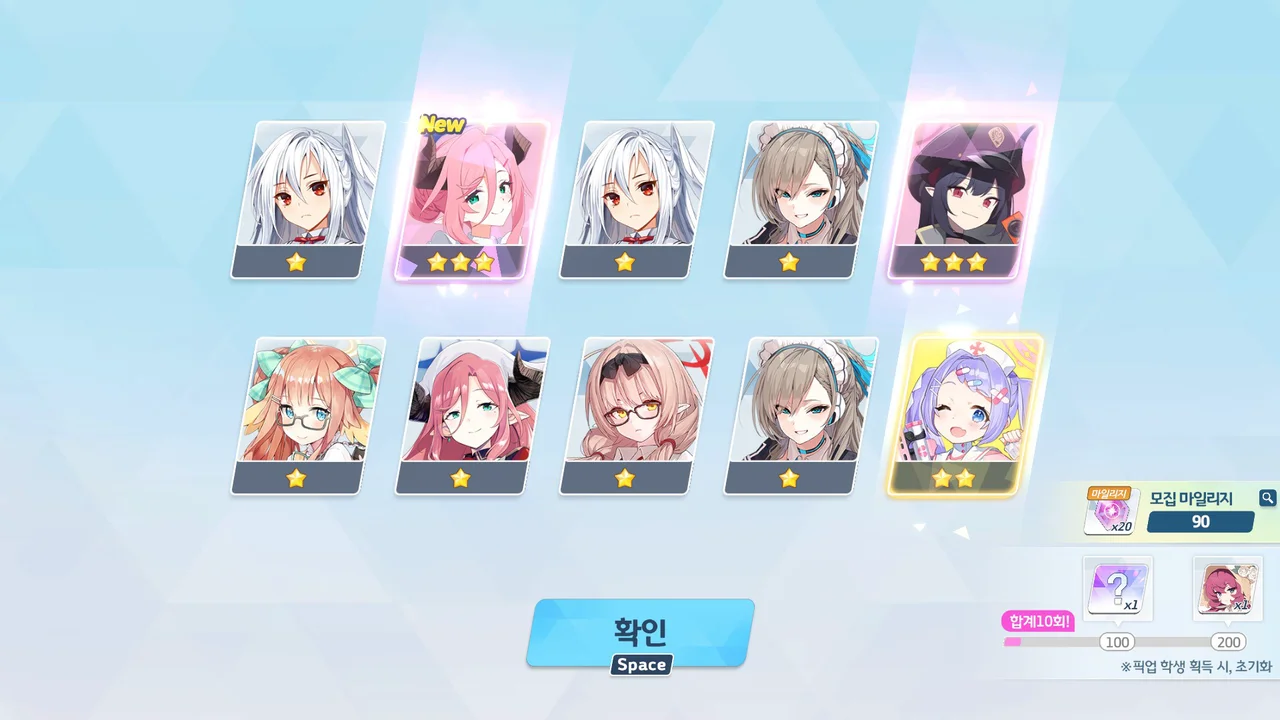 New
마일리지
x20
모집 마일리지
90
x1
x1
합계10회!
100
200
※픽업 학생 획득 시, 초기화
확인
Space